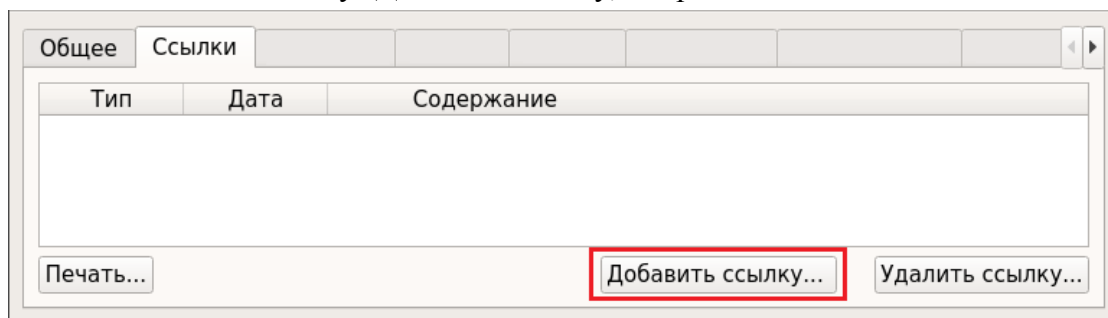 Общее Ссылки
Тип Дата Содержание
Печать... Добавить ссылку... Удалить ссылку...